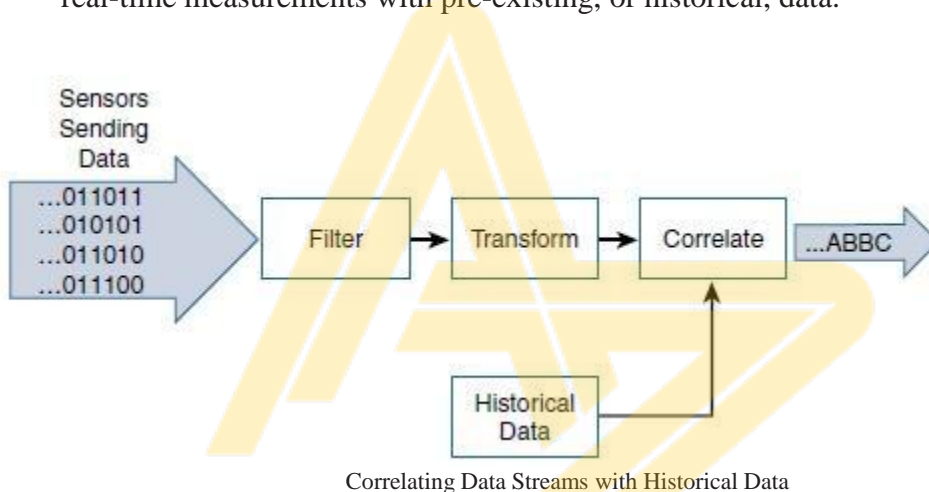 real-time measurements with pre-existing, or historical, data.
Sensors
Sending
Data
...011011
...010101
...011010
...011100
Filter
Transform
Correlate
...ABBC
Historical
Data
Correlating Data Streams with Historical Data